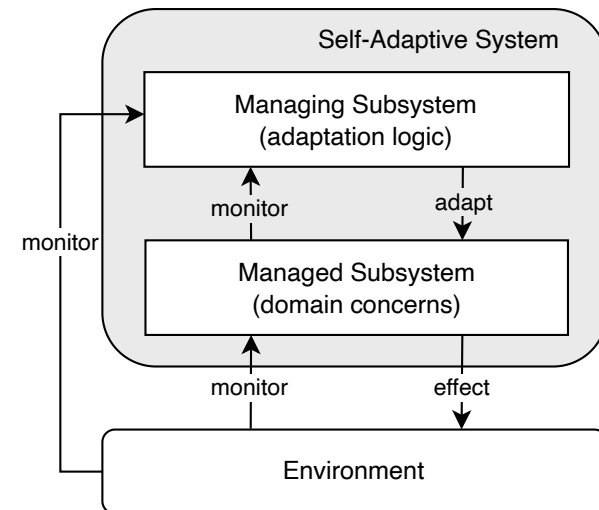 Self-Adaptive System
Managing Subsystem
(adaptation logic)
monitor
adapt
monitor
Managed Subsystem
(domain concerns)
monitor
effect
Environment